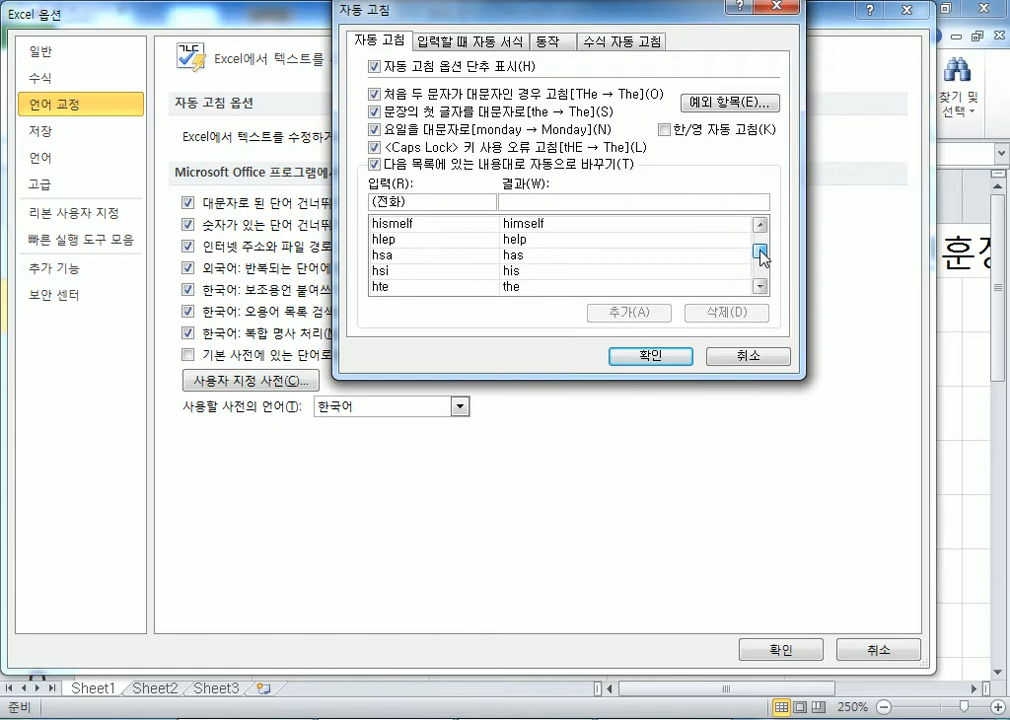 Excel 옵션
일반
수식
언어 교정
저장
언어
고급
리본 사용자 지정
빠른 실행 도구 모음
추가 기능
보안 센터
Excel에서 텍스트를
자동 고침 옵션
Excel에서 텍스트를 수정하거
Microsoft Office 프로그램에
대문자로 된 단어 건너뛰
숫자가 있는 단어 건너뛰
인터넷 주소와 파일 경로
외국어: 반복되는 단어에
한국어: 보조용언 붙여쓰
한국어: 오용어 목록 검색
한국어: 복합 명사 처리(
기본 사전에 있는 단어로
사용자 지정 사전(C)...
사용할 사전의 언어(T):
한국어
확인
취소
자동 고침
자동 고침
입력할 때 자동 서식
동작
수식 자동 고침
자동 고침 옵션 단추 표시(H)
처음 두 문자가 대문자인 경우 고침[THe → The](O)
예외 항목(E)...
문장의 첫 글자를 대문자로[the → The](S)
요일을 대문자로[monday → Monday](N)
한/영 자동 고침(K)
<Caps Lock> 키 사용 오류 고침[tHE → The](L)
다음 목록에 있는 내용대로 자동으로 바꾸기(T)
입력(R):
결과(W):
(전화)
hismelf himself
hlep help
hsa has
hsi his
hte the
추가(A)
삭제(D)
확인
취소
찾기 및
선택
훈
Sheet1
Sheet2
Sheet3
준비
250%